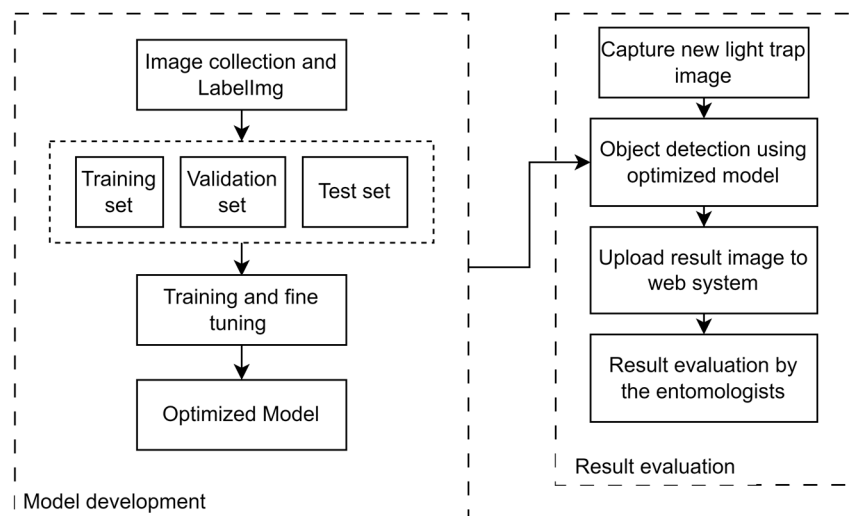 Image collection and
LabelImg
Training
set
Validation
set
Test set
Training and fine
tuning
Optimized Model
Model development
Capture new light trap
image
Object detection using
optimized model
Upload result image to
web system
Result evaluation by
the entomologists
Result evaluation